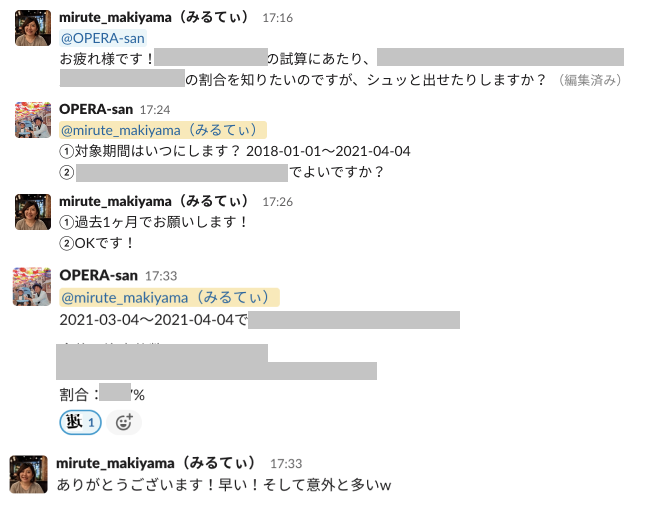 mirute_makiyama（みるてぃ） 17:16
@OPERA-san
お疲れ様です！の試算にあたり、
の割合を知りたいのですが、シュッと出せたりしますか？（編集済み）
OPERA-san 17:24
@mirute_makiyama（みるてぃ）
①対象期間はいつにします？ 2018-01-01〜2021-04-04
②でよいですか？
mirute_makiyama（みるてぃ） 17:26
①過去1ヶ月でお願いします！
②OKです！
OPERA-san 17:33
@mirute_makiyama（みるてぃ）
2021-03-04〜2021-04-04で
割合：%
1
mirute_makiyama（みるてぃ） 17:33
ありがとうございます！早い！そして意外と多いw